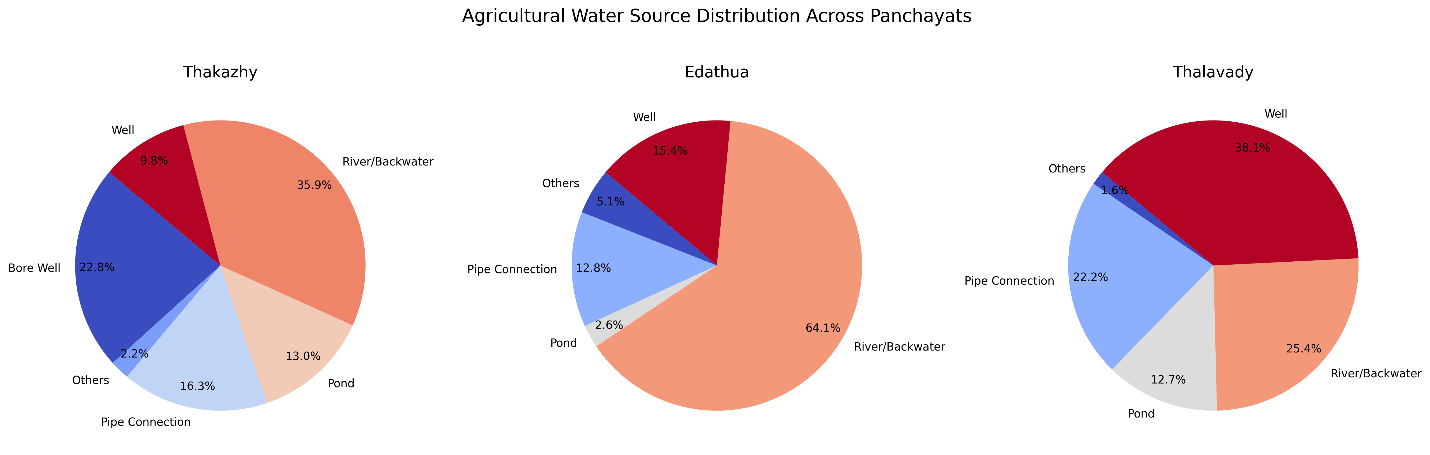 Agricultural Water Source Distribution Across Panchayats
Thakazhy
Well
9.8%
River/Backwater
35.9%
Bore Well
22.8%
Others
2.2%
Pipe Connection
16.3%
Pond
13.0%
Edathua
Well
15.4%
Others
5.1%
Pipe Connection
12.8%
Pond
2.6%
River/Backwater
64.1%
Thalavady
Well
38.1%
Others
1.6%
Pipe Connection
22.2%
Pond
12.7%
River/Backwater
25.4%